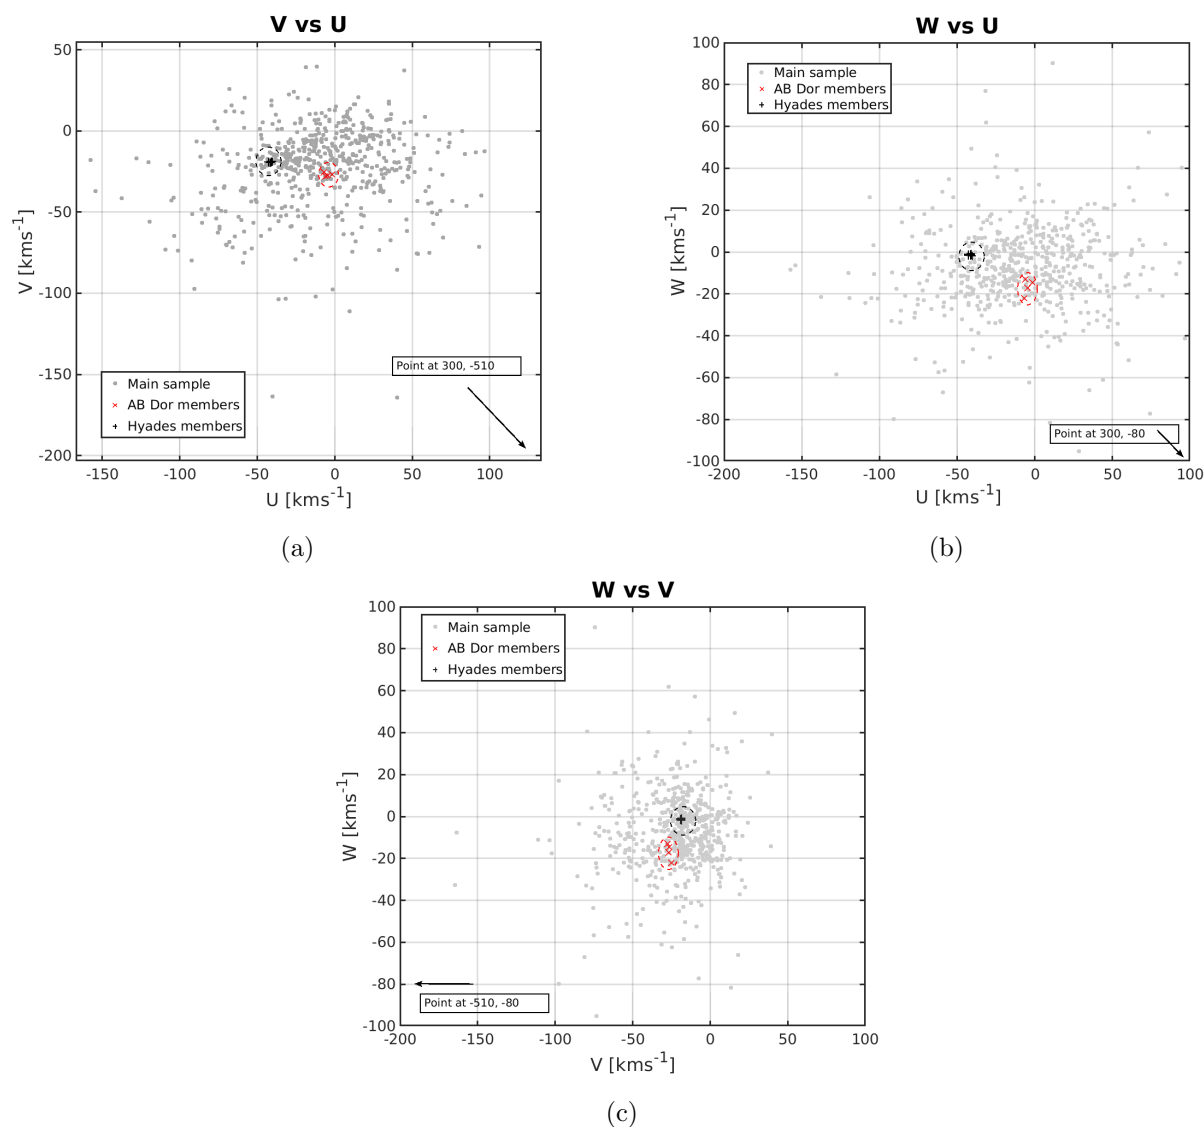 V vs U
50
0
-50
-100
-150
-200
V [kms-1]
Point at 300, -510
Main sample
AB Dor members
Hyades members
-150 -100 -50 0 50 100
U [kms-1]
(a)
W vs U
100
80
60
40
20
0
-20
-40
-60
-80
-100
W [kms-1]
Main sample
AB Dor members
Hyades members
Point at 300, -80
-200 -150 -100 -50 0 50 100
U [kms-1]
(b)
W vs V
100
80
60
40
20
0
-20
-40
-60
-80
-100
W [kms-1]
Main sample
AB Dor members
Hyades members
Point at -510, -80
-200 -150 -100 -50 0 50 100
V [kms-1]
(c)